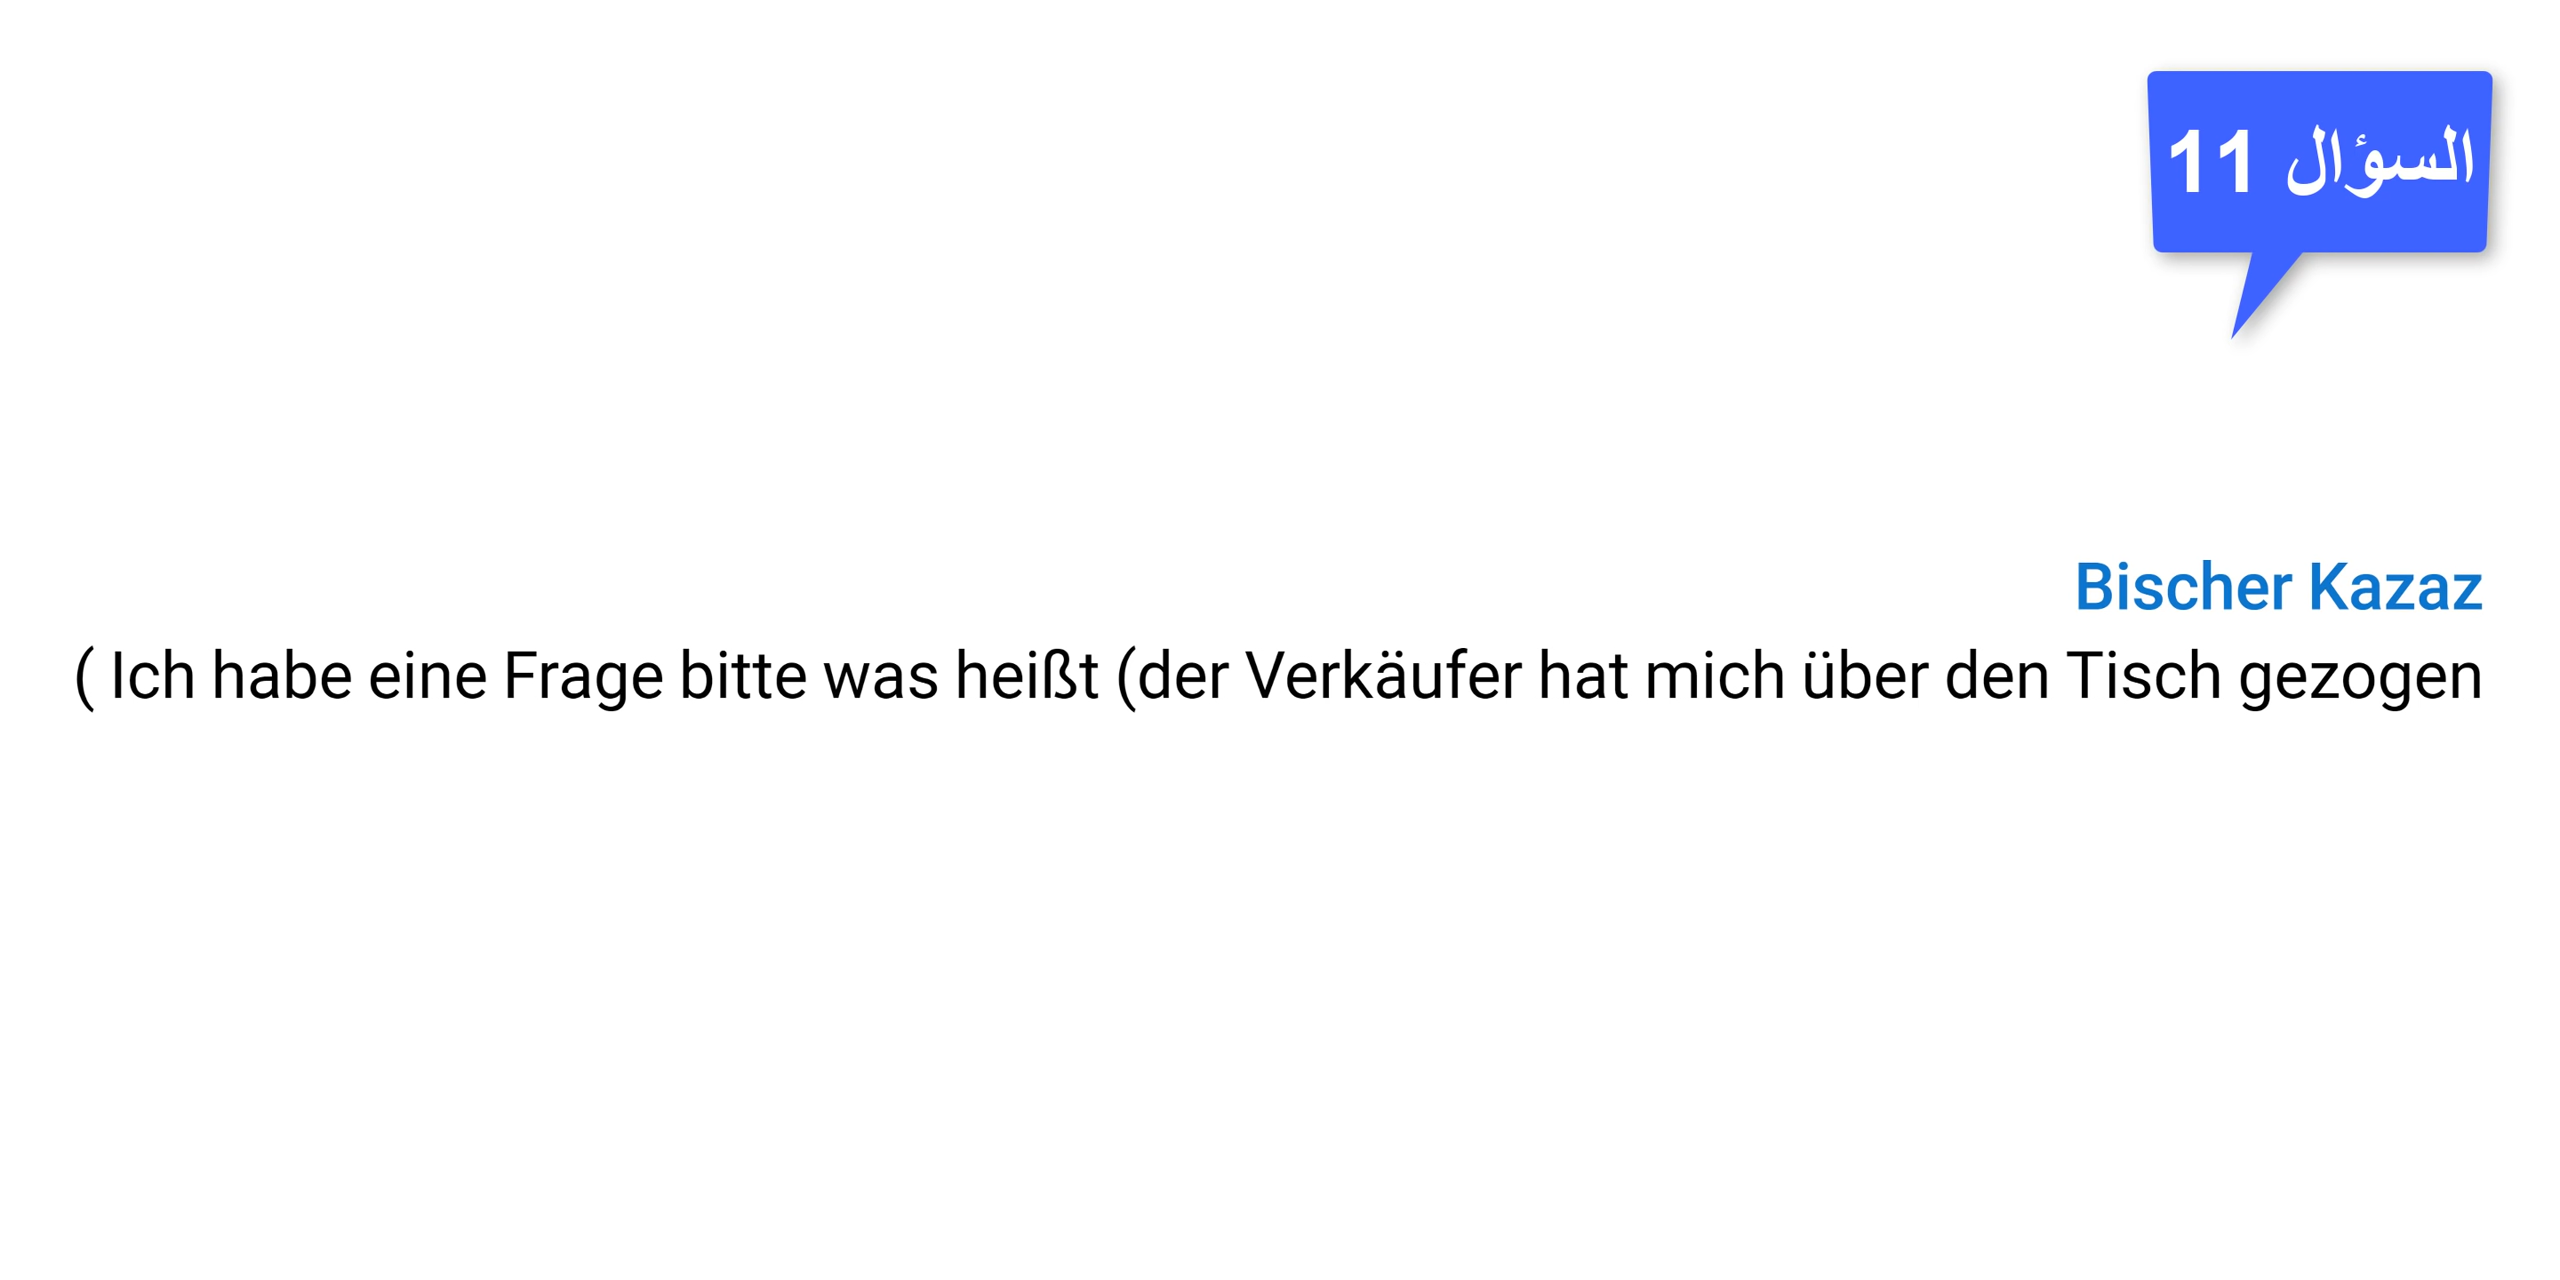 السؤال 11
Bischer Kazaz
( Ich habe eine Frage bitte was heißt (der Verkäufer hat mich über den Tisch gezogen